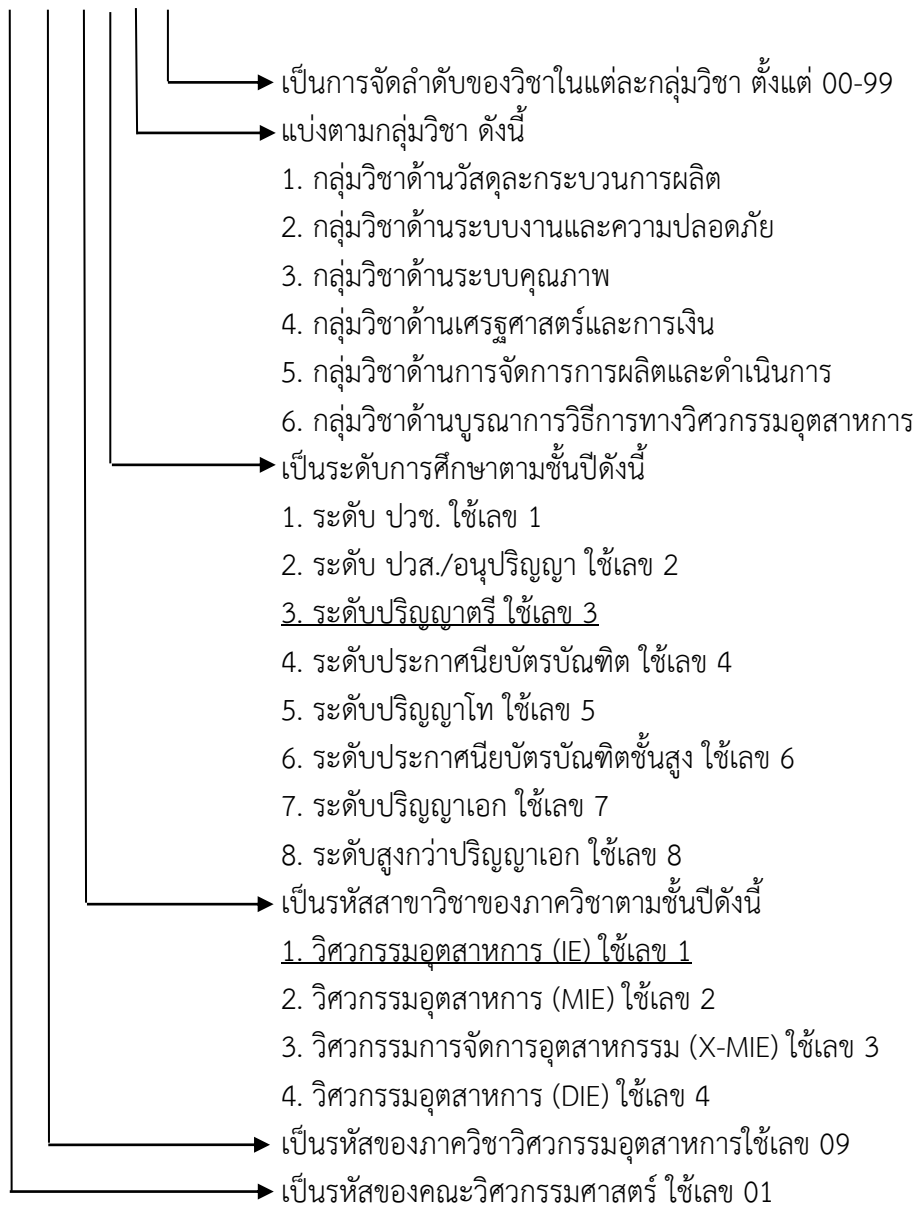 เป็นการจัดลำดับของวิชาในแต่ละกลุ่มวิชา ตั้งแต่ 00-99
แบ่งตามกลุ่มวิชา ดังนี้
1. กลุ่มวิชาด้านวัสดุละกระบวนการผลิต
2. กลุ่มวิชาด้านระบบงานและความปลอดภัย
3. กลุ่มวิชาด้านระบบคุณภาพ
4. กลุ่มวิชาด้านเศรษฐศาสตร์และการเงิน
5. กลุ่มวิชาด้านการจัดการการผลิตและดำเนินการ
6. กลุ่มวิชาด้านบูรณาการวิธีการทางวิศวกรรมอุตสาหการ
เป็นระดับการศึกษาตามชั้นปีดังนี้
1. ระดับ ปวช. ใช้เลข 1
2. ระดับ ปวส./อนุปริญญา ใช้เลข 2
3. ระดับปริญญาตรี ใช้เลข 3
4. ระดับประกาศนียบัตรบัณฑิต ใช้เลข 4
5. ระดับปริญญาโท ใช้เลข 5
6. ระดับประกาศนียบัตรบัณฑิตชั้นสูง ใช้เลข 6
7. ระดับปริญญาเอก ใช้เลข 7
8. ระดับสูงกว่าปริญญาเอก ใช้เลข 8
เป็นรหัสสาขาวิชาของภาควิชาตามชั้นปีดังนี้
1. วิศวกรรมอุตสาหการ (IE) ใช้เลข 1
2. วิศวกรรมอุตสาหการ (MIE) ใช้เลข 2
3. วิศวกรรมการจัดการอุตสาหกรรม (X-MIE) ใช้เลข 3
4. วิศวกรรมอุตสาหการ (DIE) ใช้เลข 4
เป็นรหัสของภาควิชาวิศวกรรมอุตสาหการใช้เลข 09
เป็นรหัสของคณะวิศวกรรมศาสตร์ ใช้เลข 01